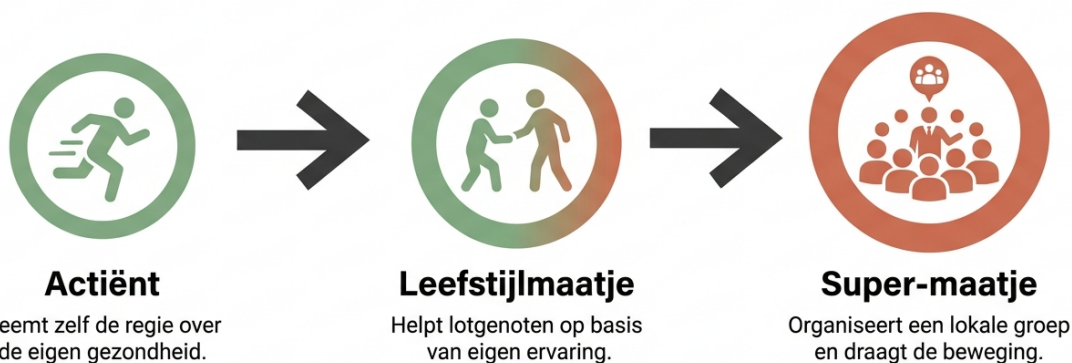 Actiënt
eemt zelf de regie over
de eigen gezondheid.
Leefstijlmaatje
Helpt lotgenoten op basis
van eigen ervaring.
Super-maatje
Organiseert een lokale groep
en draagt de beweging.